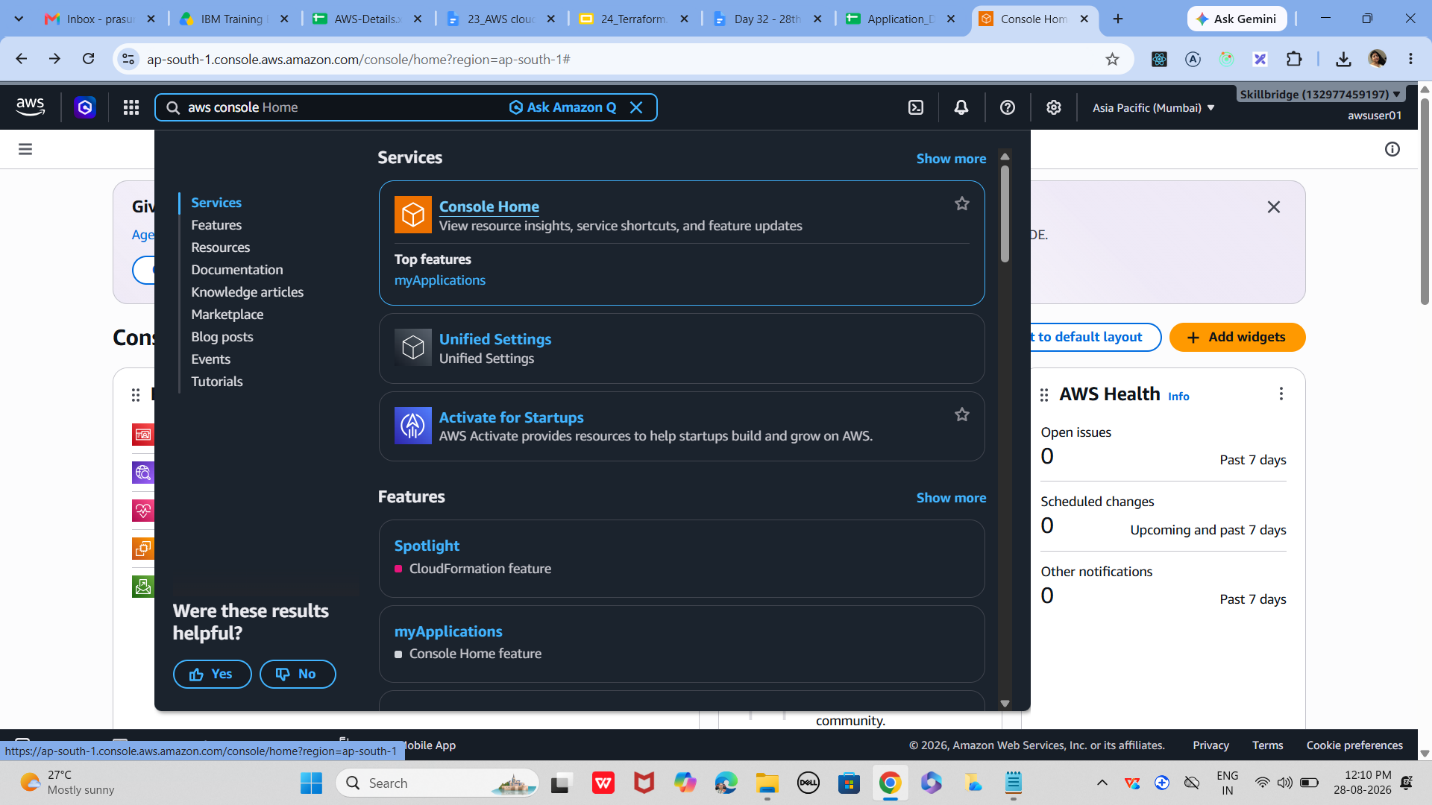 Inbox - prasun
IBM Training
AWS-Details.x
23_AWS cloud
24_Terraform
Day 32 - 28th
Application_D
Console Hom
Ask Gemini
ap-south-1.console.aws.amazon.com/console/home?region=ap-south-1#
aws
aws console Home
Ask Amazon Q
Asia Pacific (Mumbai)
Skillbridge (132977459197)
awsuser01
Services
Show more
Services
Features
Resources
Documentation
Knowledge articles
Marketplace
Blog posts
Events
Tutorials
Console Home
View resource insights, service shortcuts, and feature updates
Top features
myApplications
Unified Settings
Unified Settings
Activate for Startups
AWS Activate provides resources to help startups build and grow on AWS.
Features
Show more
Spotlight
CloudFormation feature
myApplications
Console Home feature
Were these results
helpful?
Yes
No
Giv
Age
DE.
Cons
t to default layout
Add widgets
AWS Health Info
Open issues
0
Past 7 days
Scheduled changes
0
Upcoming and past 7 days
Other notifications
0
Past 7 days
community.
https://ap-south-1.console.aws.amazon.com/console/home?region=ap-south-1
obile App
© 2026, Amazon Web Services, Inc. or its affiliates.
Privacy
Terms
Cookie preferences
27°C
Mostly sunny
Search
DELL
ENG
IN
12:10 PM
28-08-2026